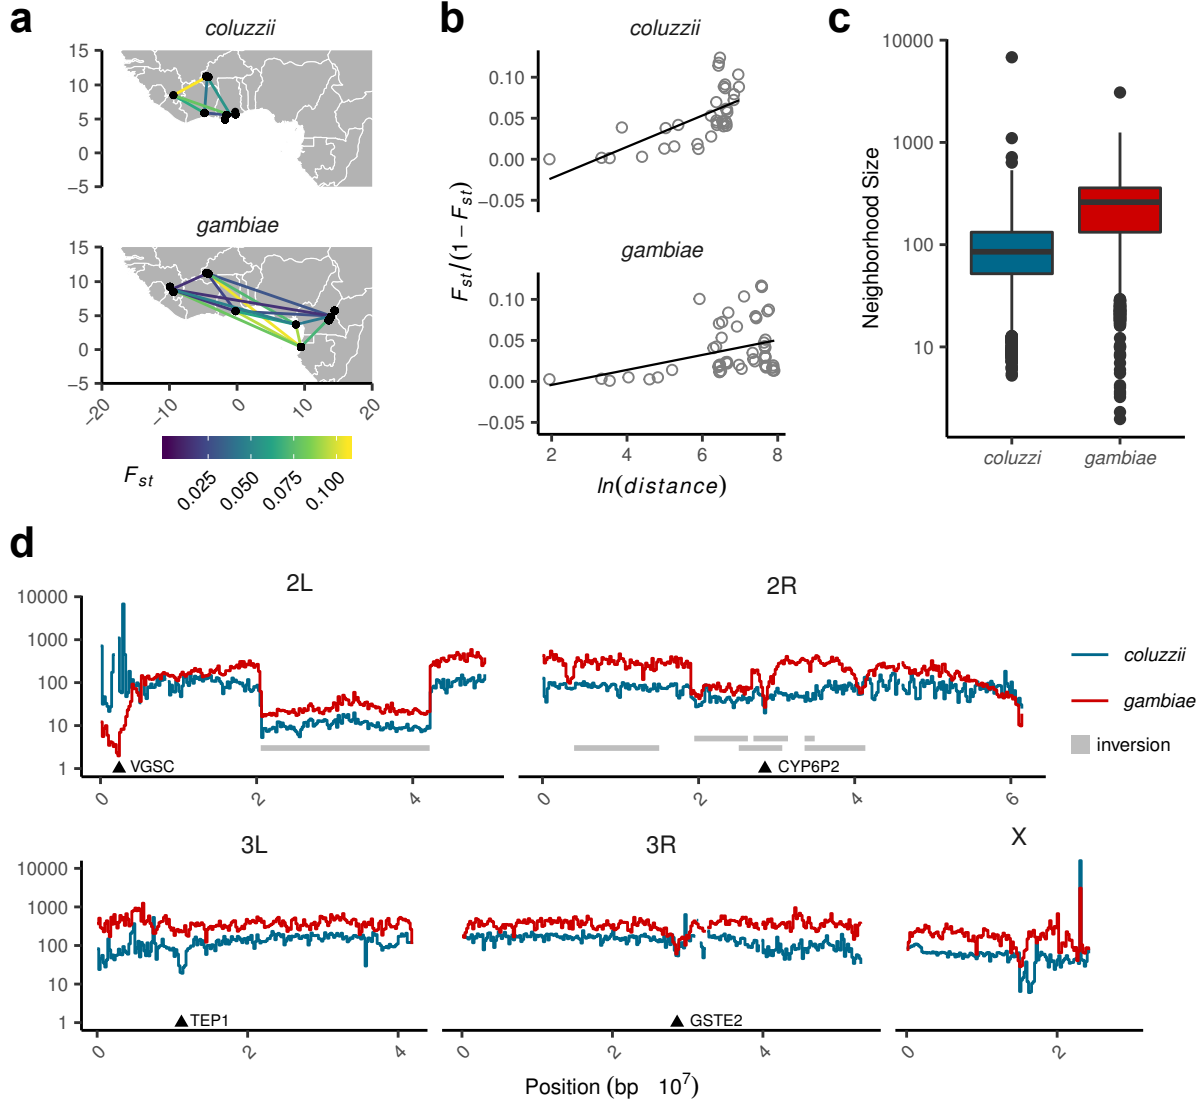 a
coluzzii
15
10
5
0
−5
gambiae
15
10
5
0
−5
−20
−10
0
10
20
Fst
0.025
0.050
0.075
0.100
b
coluzzii
0.10
0.05
0.00
−0.05
gambiae
0.10
0.05
0.00
−0.05
Fst/(1−Fst)
2
4
6
8
ln(distance)
c
10000
1000
100
10
Neighborhood Size
coluzzi
gambiae
d
2L
2R
10000
1000
100
10
1
VGSC
CYP6P2
0
2
4
0
2
4
6
coluzzii
gambiae
inversion
3L
3R
X
10000
1000
100
10
1
TEP1
GSTE2
0
2
4
0
2
4
0
2
Position (bp 10⁷)